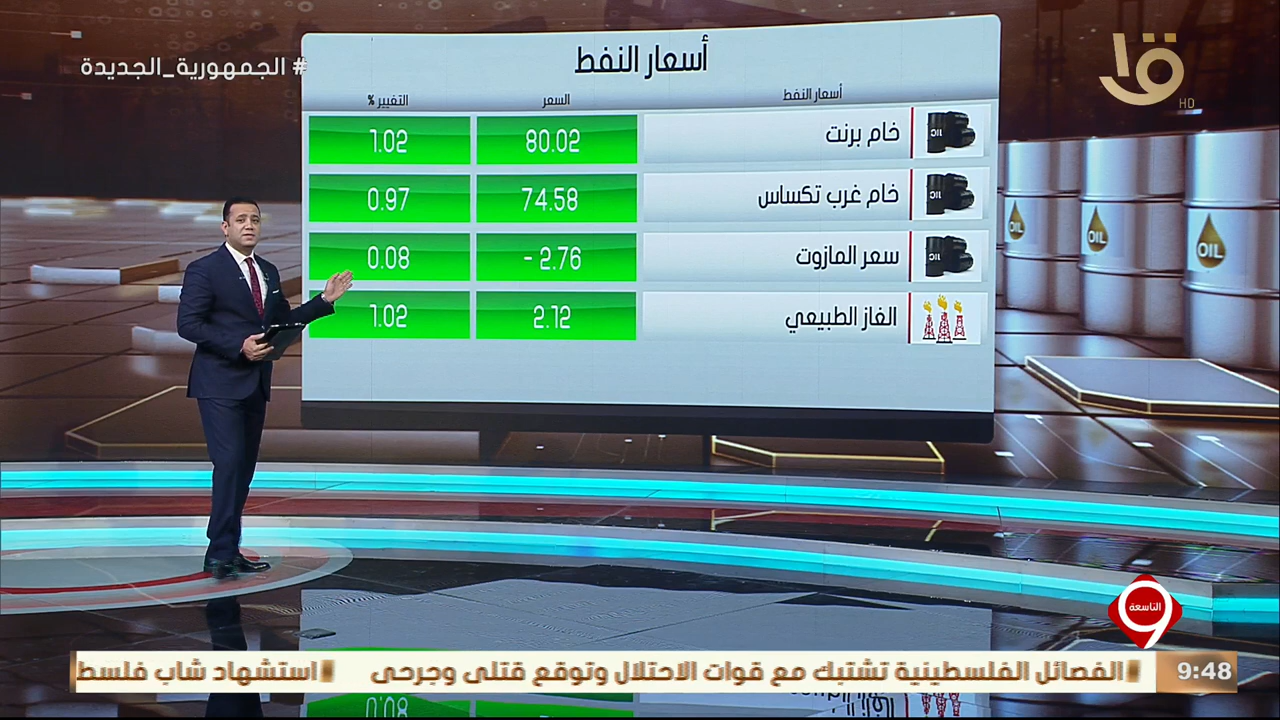 #الجمهورية_الجديدة
HD
أسعار النفط
أسعار النفط السعر التغيير %
خام برنت 80.02 1.02
خام غرب تكساس 74.58 0.97
سعر المازوت - 2.76 0.08
الغاز الطبيعي 2.12 1.02
OIL
OIL
OIL
التاسعة
9
9:48 الفصائل الفلسطينية تشتبك مع قوات الاحتلال وتوقع قتلى وجرحى استشهاد شاب فلسط